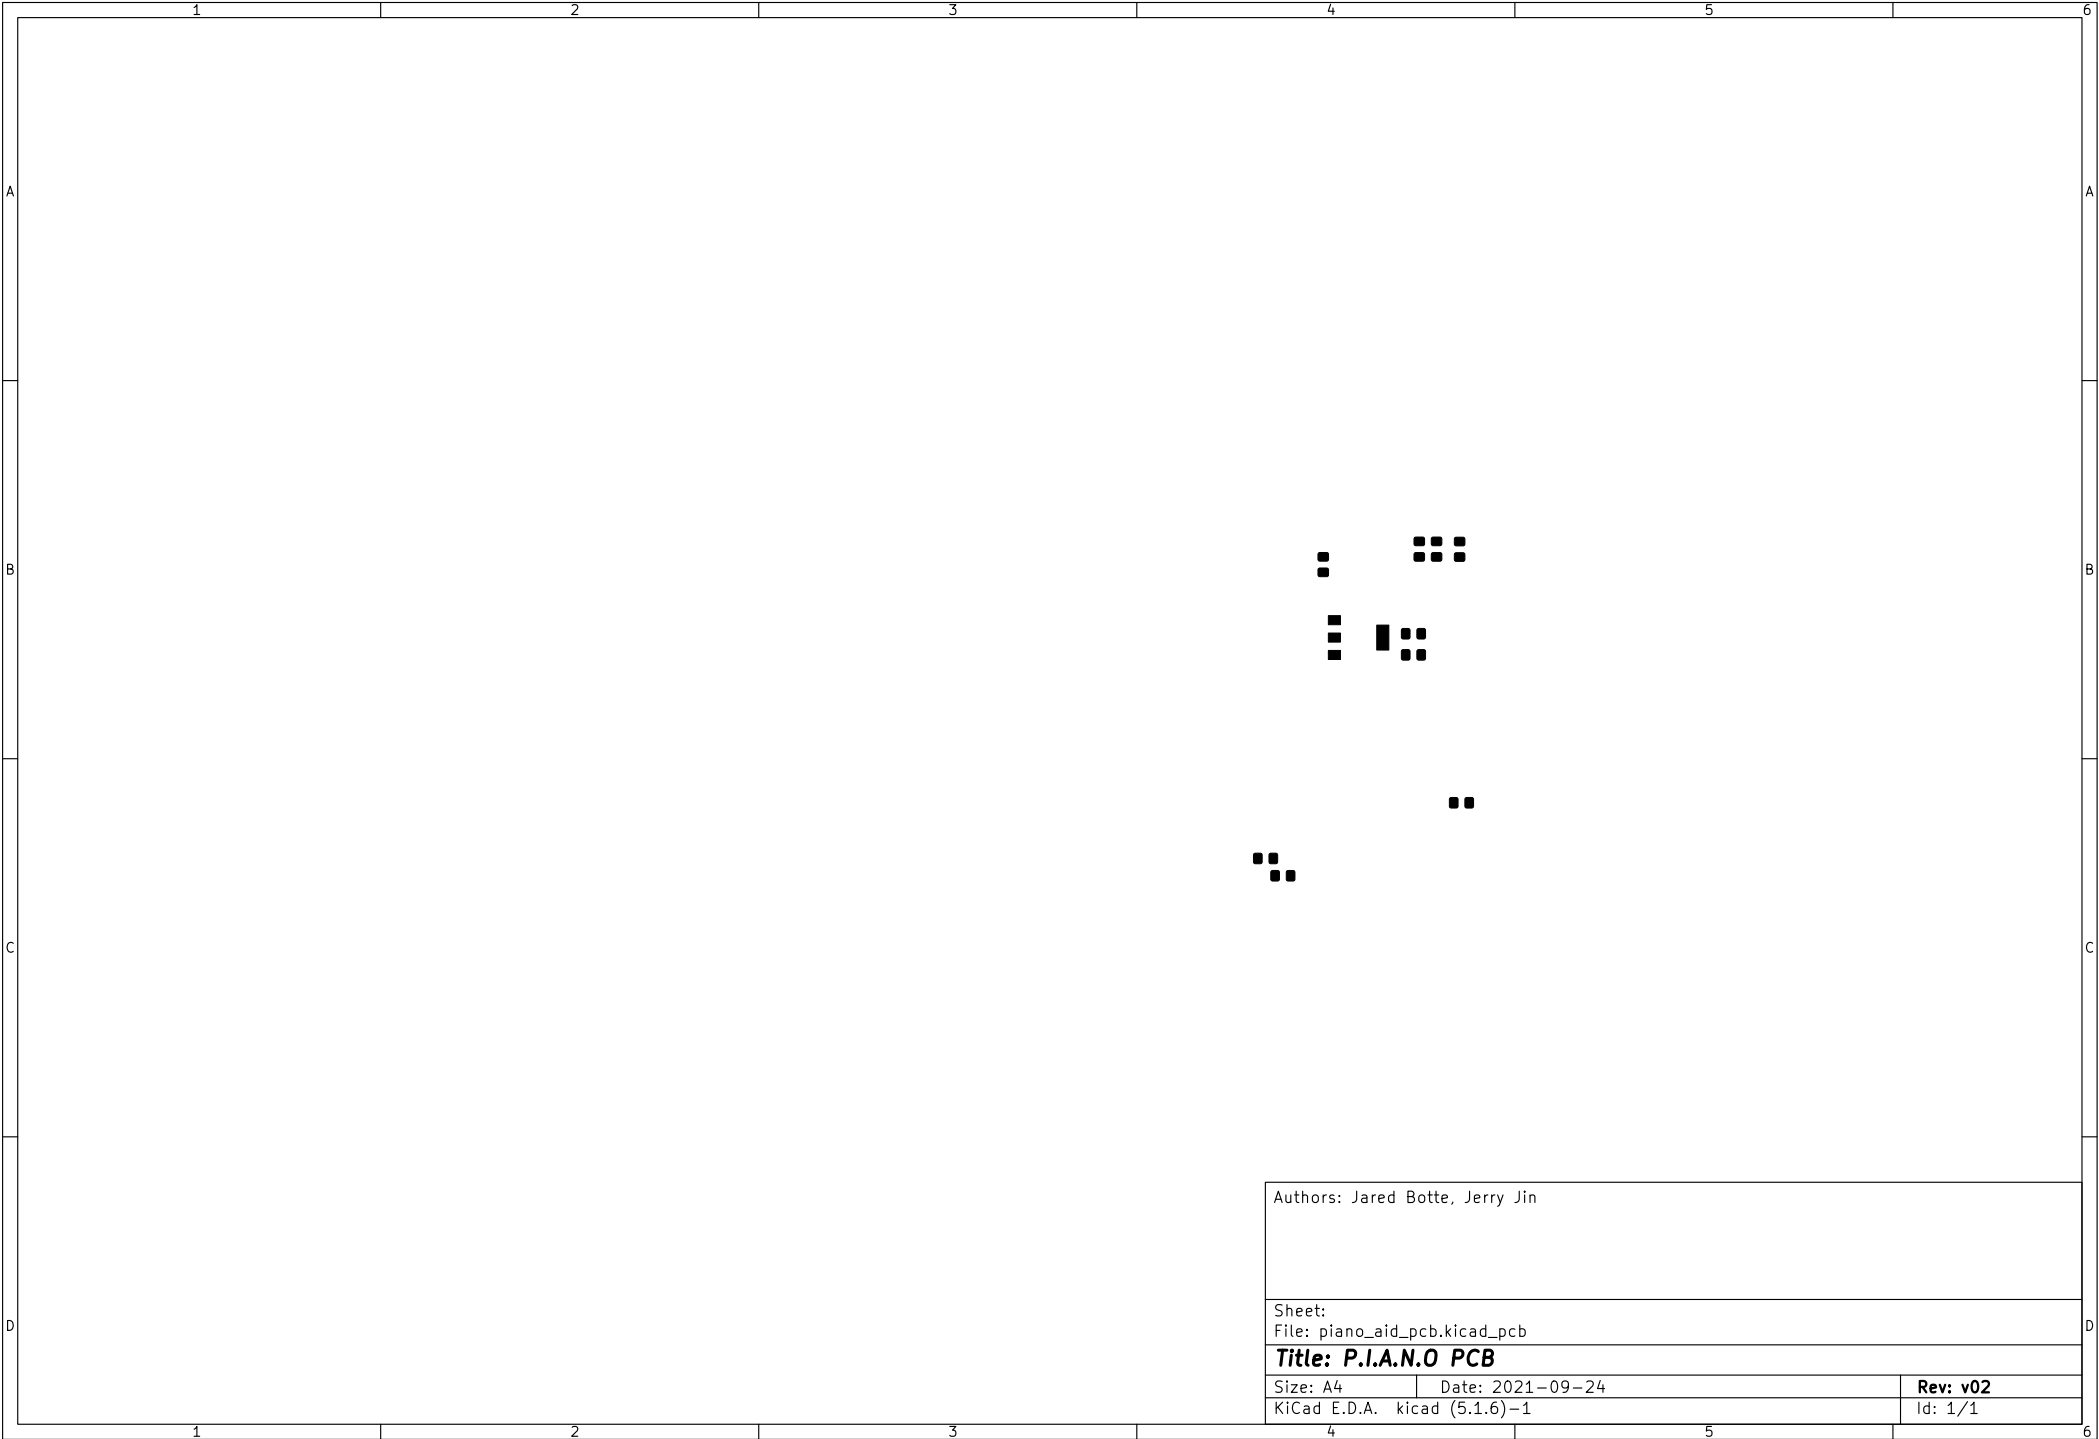 1 2 3 4 5 6
A A
B B
C C
Authors: Jared Botte, Jerry Jin
Sheet:
D D
File: piano_aid_pcb.kicad_pcb
Title: P.I.A.N.O PCB
Size: A4 Date: 2021-09-24 Rev: v02
KiCad E.D.A. kicad (5.1.6)-1 Id: 1/1
1 2 3 4 5 6